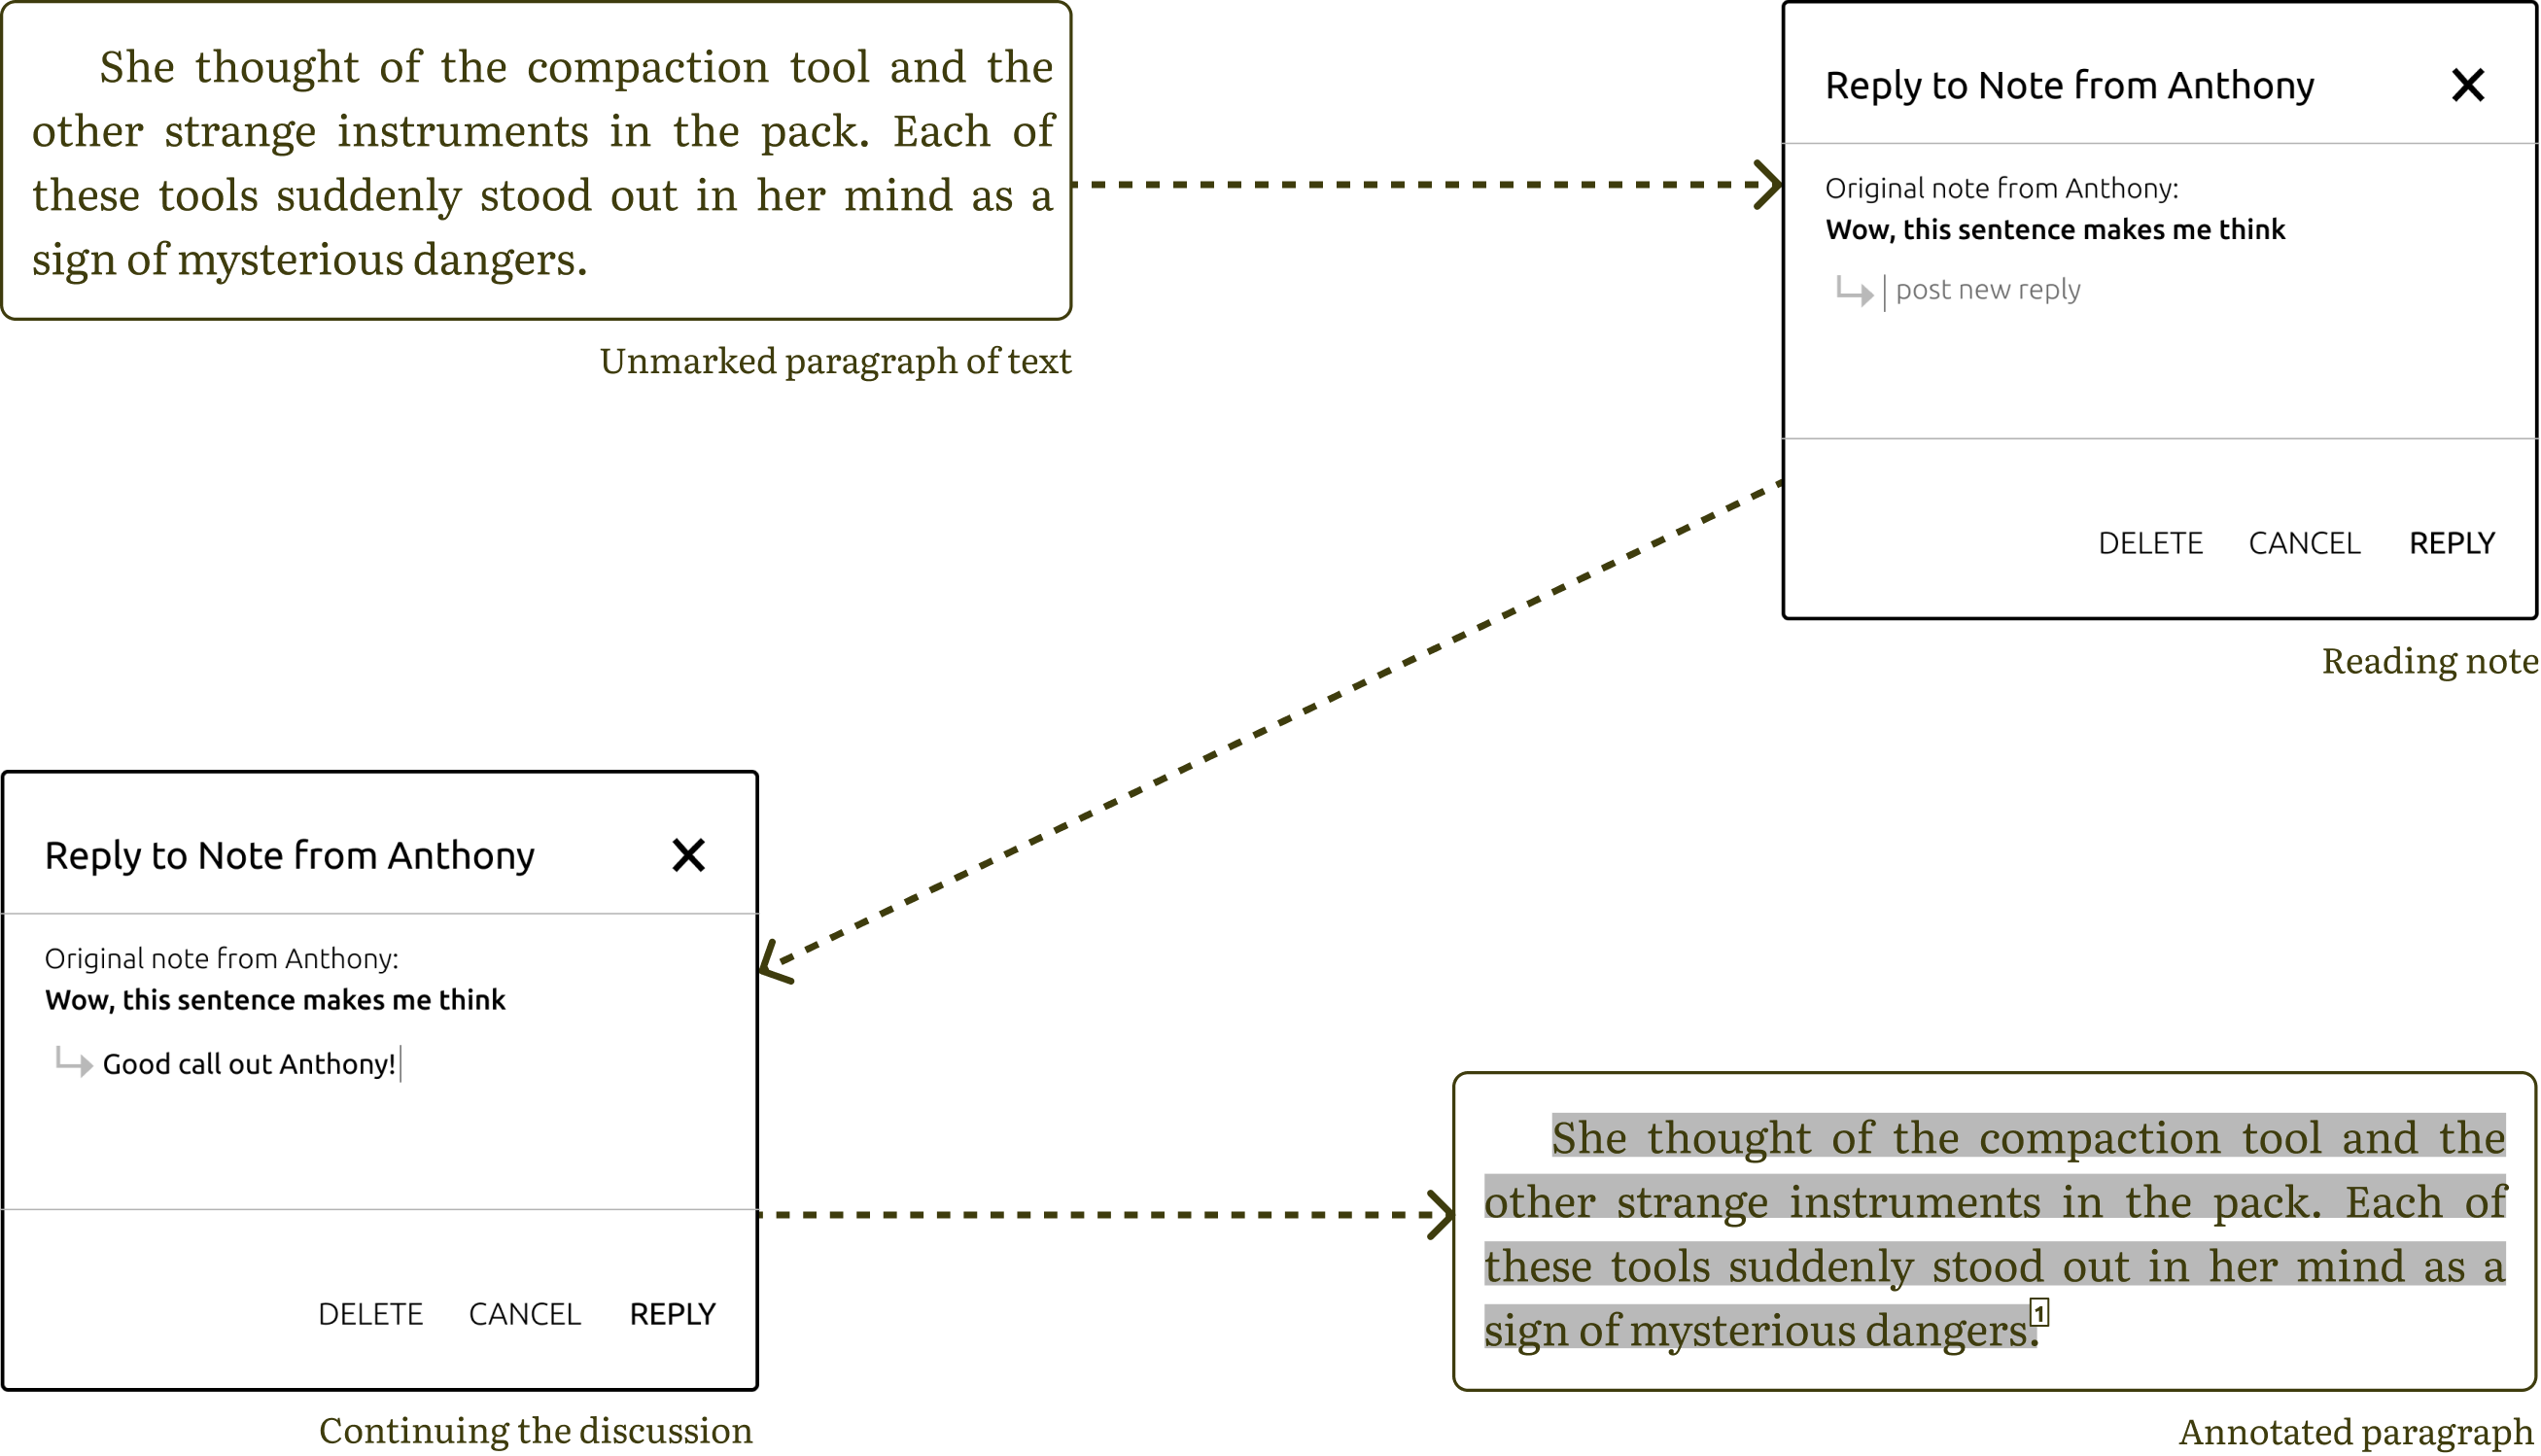 She thought of the compaction tool and the
other strange instruments in the pack. Each of
these tools suddenly stood out in her mind as a
sign of mysterious dangers.
Unmarked paragraph of text
Reply to Note from Anthony
Original note from Anthony:
Wow, this sentence makes me think
post new reply
DELETE CANCEL REPLY
Reading note
Reply to Note from Anthony
Original note from Anthony:
Wow, this sentence makes me think
Good call out Anthony!
DELETE CANCEL REPLY
Continuing the discussion
She thought of the compaction tool and the
other strange instruments in the pack. Each of
these tools suddenly stood out in her mind as a
sign of mysterious dangers.1
Annotated paragraph